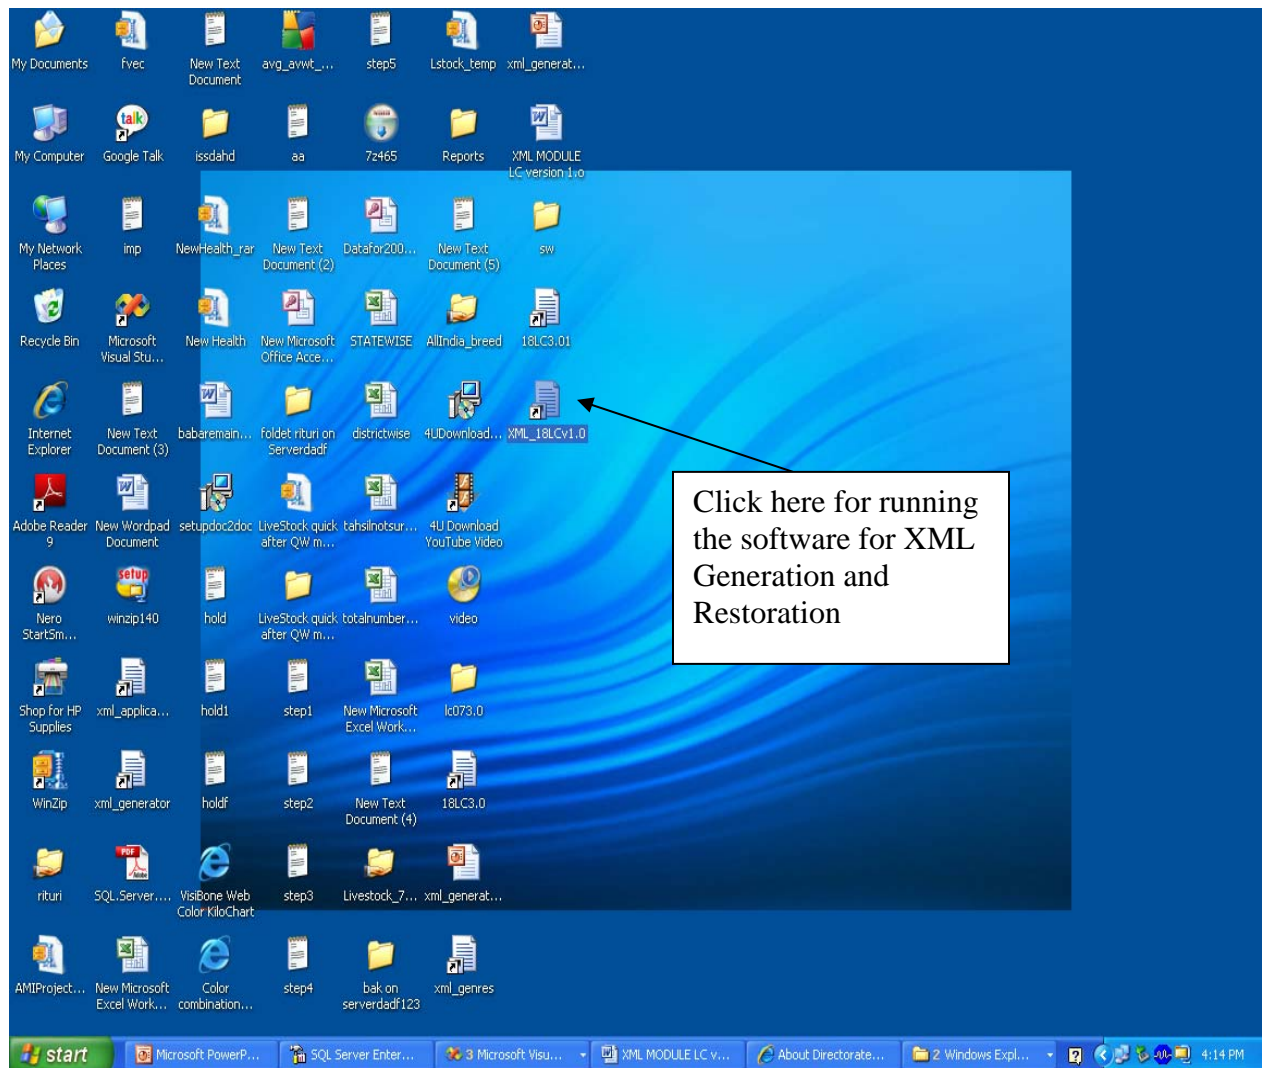 My Documents
fvec
New Text
Document
avg_avwt_...
step5
Lstock_temp
xml_generat...
My Computer
talk
Google Talk
issdahd
aa
7z465
Reports
XML MODULE
LC version 1.o
My Network
Places
imp
NewHealth_rar
New Text
Document (2)
Datafor200...
New Text
Document (5)
sw
Recycle Bin
Microsoft
Visual Stu...
New Health
New Microsoft
Office Acce...
STATEWISE
AllIndia_breed
18LC3.01
Internet
Explorer
New Text
Document (3)
babaremain...
foldet rituri on
Serverdadf
districtwise
4UDownload...
XML_18LCv1.0
Click here for running
the software for XML
Generation and
Restoration
Adobe Reader
9
New Wordpad
Document
setupdoc2doc
LiveStock quick
after QW m...
tahsilnotsur...
4U Download
YouTube Video
Nero
StartSm...
setup
winzip140
hold
LiveStock quick
after QW m...
totalnumber...
video
Shop for HP
Supplies
xml_applica...
hold1
step1
New Microsoft
Excel Work...
lc073.0
WinZip
xml_generator
holdf
step2
New Text
Document (4)
18LC3.0
rituri
PDF
Adobe
SQL.Server....
VisiBone Web
Color KiloChart
step3
Livestock_7...
xml_generat...
AMIProject...
New Microsoft
Excel Work...
Color
combination...
step4
bak on
serverdadf123
xml_genres
start
Microsoft PowerP...
SQL Server Enter...
3 Microsoft Visu...
XML MODULE LC v...
About Directorate...
2 Windows Expl...
4:14 PM